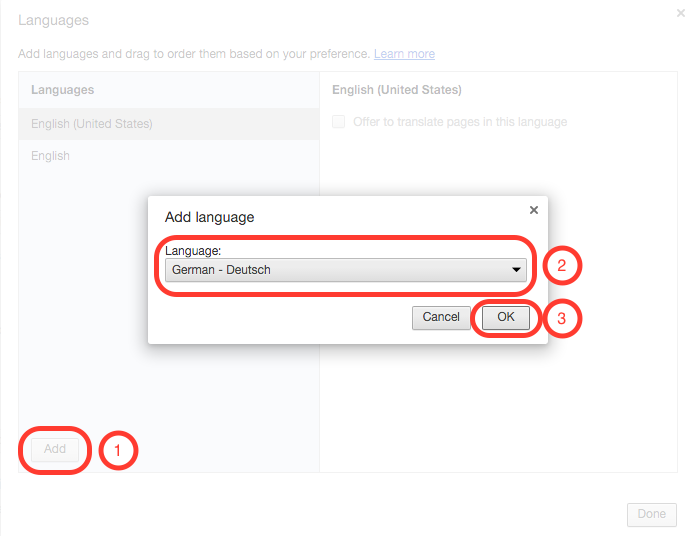 Languages
Add languages and drag to order them based on your preference. Learn more
Languages
English (United States)
English (United States)
Offer to translate pages in this language
English
Add language
Language:
German - Deutsch
2
Cancel
OK
3
Add
1
Done